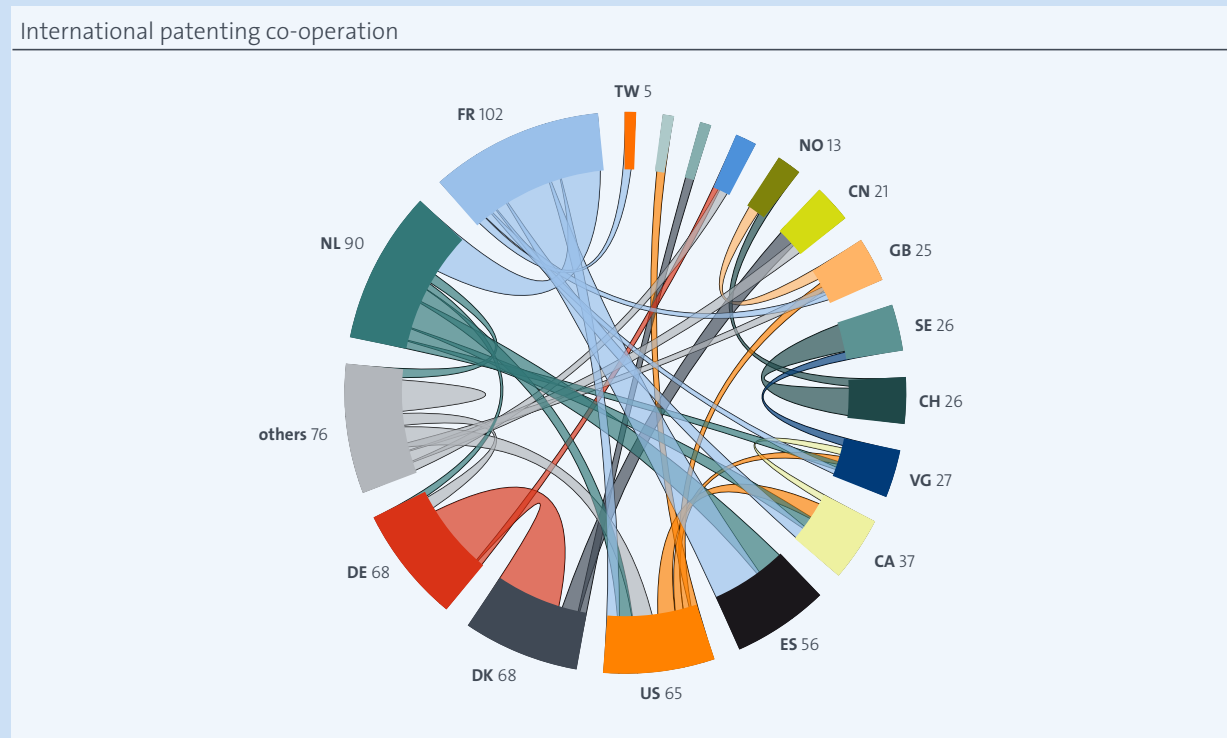 International patenting co-operation
TW 5
FR 102
NO 13
CN 21
NL 90
GB 25
SE 26
CH 26
others 76
VG 27
CA 37
DE 68
ES 56
DK 68
US 65